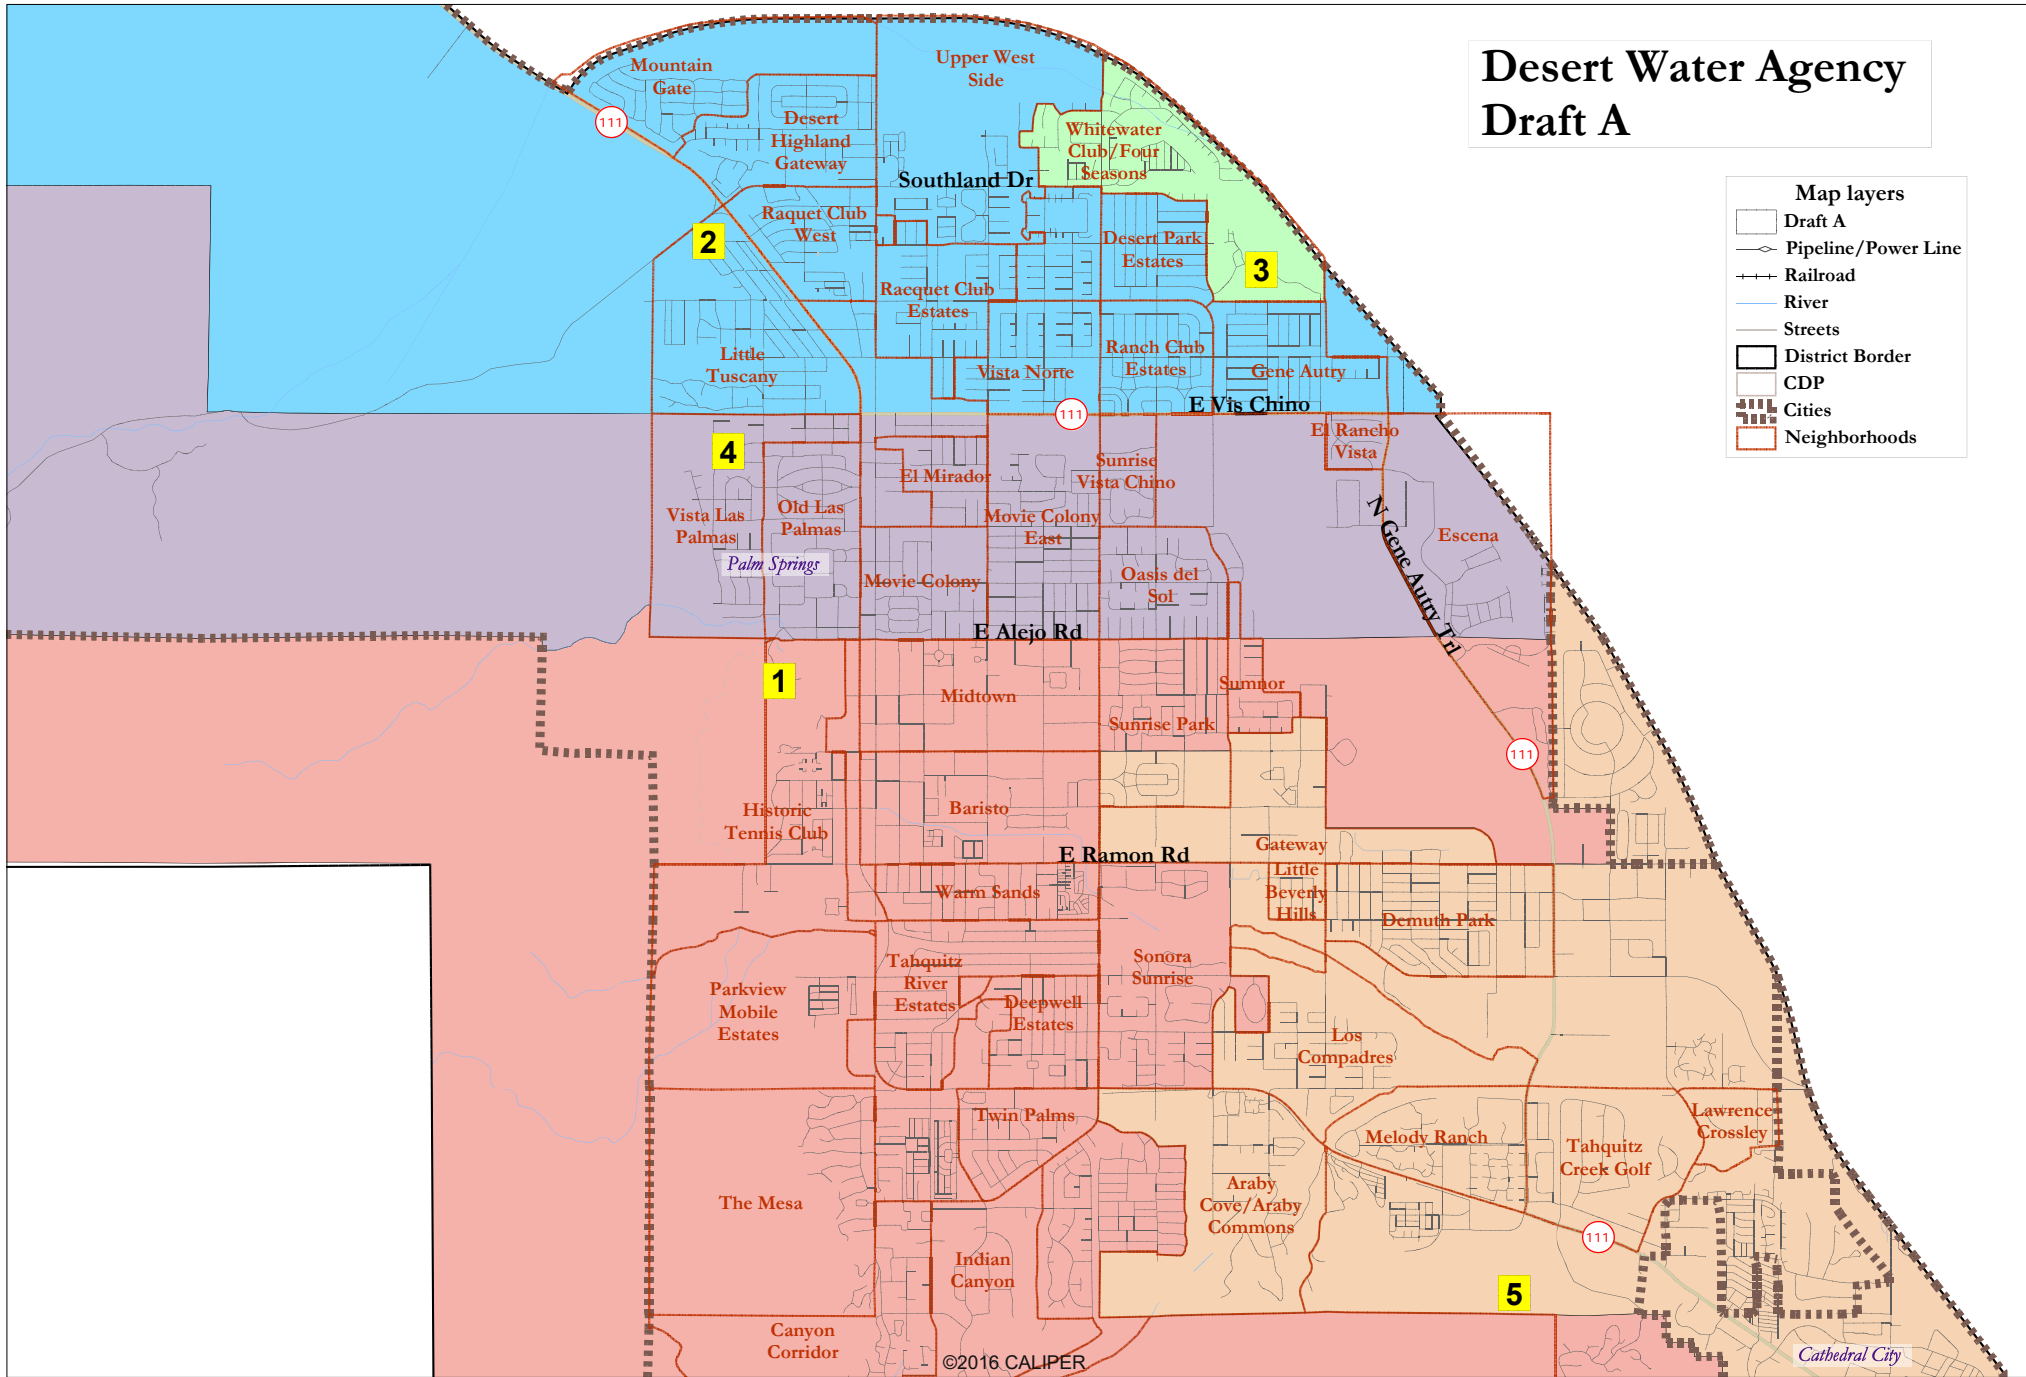 Desert Water Agency
Draft A
Map layers
Draft A
Pipeline/Power Line
Railroad
River
Streets
District Border
CDP
Cities
Neighborhoods
Mountain
Gate
Upper West
Side
111
Desert
Highland
Gateway
Whitewater
Club/Four
Seasons
Southland Dr
Raquet Club
West
2
Desert Park
Estates
3
Racquet Club
Estates
Little
Tuscany
Vista Norte
Ranch Club
Estates
Gene Autry
E Vis Chino
111
4
El Rancho
Vista
El Mirador
Sunrise
Vista Chino
Vista Las
Palmas
Old Las
Palmas
Movie Colony
East
N Gene Autry Trl
Escena
Palm Springs
Movie Colony
Oasis del
Sol
E Alejo Rd
1
Midtown
Sumnor
Sunrise Park
111
Historic
Tennis Club
Baristo
Gateway
E Ramon Rd
Little
Beverly
Hills
Warm Sands
Demuth Park
Tahquitz
River
Estates
Sonora
Sunrise
Parkview
Mobile
Estates
Deepwell
Estates
Los
Compadres
Twin Palms
Melody Ranch
Lawrence
Crossley
Tahquitz
Creek Golf
The Mesa
Araby
Cove/Araby
Commons
111
Indian
Canyon
5
Canyon
Corridor
©2016 CALIPER
Cathedral City